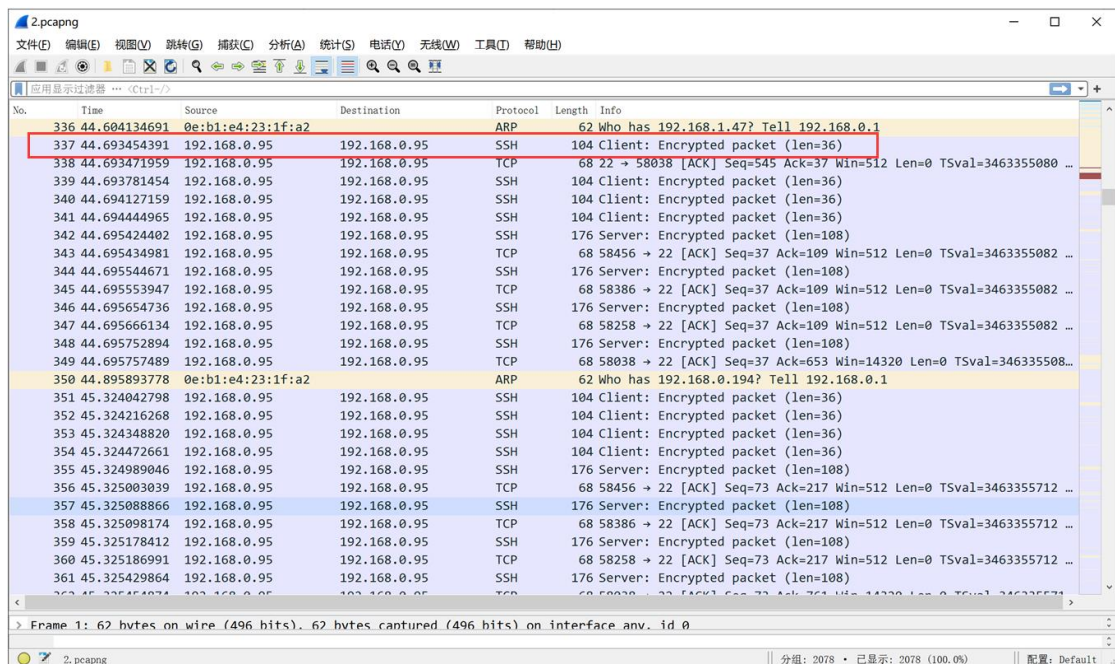 2.pcapng
文件(F) 编辑(E) 视图(V) 跳转(G) 捕获(C) 分析(A) 统计(S) 电话(Y) 无线(W) 工具(T) 帮助(H)
应用显示过滤器 … <Ctrl-/>
No. Time Source Destination Protocol Length Info
336 44.604134691 0e:b1:e4:23:1f:a2 ARP 62 Who has 192.168.1.47? Tell 192.168.0.1
337 44.693454391 192.168.0.95 192.168.0.95 SSH 104 Client: Encrypted packet (len=36)
338 44.693471959 192.168.0.95 192.168.0.95 TCP 68 22 → 58038 [ACK] Seq=545 Ack=37 Win=512 Len=0 TSval=3463355080 …
339 44.693781454 192.168.0.95 192.168.0.95 SSH 104 Client: Encrypted packet (len=36)
340 44.694127159 192.168.0.95 192.168.0.95 SSH 104 Client: Encrypted packet (len=36)
341 44.694444965 192.168.0.95 192.168.0.95 SSH 104 Client: Encrypted packet (len=36)
342 44.695424402 192.168.0.95 192.168.0.95 SSH 176 Server: Encrypted packet (len=108)
343 44.695434981 192.168.0.95 192.168.0.95 TCP 68 58456 → 22 [ACK] Seq=37 Ack=109 Win=512 Len=0 TSval=3463355082 …
344 44.695544671 192.168.0.95 192.168.0.95 SSH 176 Server: Encrypted packet (len=108)
345 44.695553947 192.168.0.95 192.168.0.95 TCP 68 58386 → 22 [ACK] Seq=37 Ack=109 Win=512 Len=0 TSval=3463355082 …
346 44.695654736 192.168.0.95 192.168.0.95 SSH 176 Server: Encrypted packet (len=108)
347 44.695666134 192.168.0.95 192.168.0.95 TCP 68 58258 → 22 [ACK] Seq=37 Ack=109 Win=512 Len=0 TSval=3463355082 …
348 44.695752894 192.168.0.95 192.168.0.95 SSH 176 Server: Encrypted packet (len=108)
349 44.695757489 192.168.0.95 192.168.0.95 TCP 68 58038 → 22 [ACK] Seq=37 Ack=653 Win=14320 Len=0 TSval=346335508…
350 44.895893778 0e:b1:e4:23:1f:a2 ARP 62 Who has 192.168.0.194? Tell 192.168.0.1
351 45.324042798 192.168.0.95 192.168.0.95 SSH 104 Client: Encrypted packet (len=36)
352 45.324216268 192.168.0.95 192.168.0.95 SSH 104 Client: Encrypted packet (len=36)
353 45.324348820 192.168.0.95 192.168.0.95 SSH 104 Client: Encrypted packet (len=36)
354 45.324472661 192.168.0.95 192.168.0.95 SSH 104 Client: Encrypted packet (len=36)
355 45.324989046 192.168.0.95 192.168.0.95 SSH 176 Server: Encrypted packet (len=108)
356 45.325003039 192.168.0.95 192.168.0.95 TCP 68 58456 → 22 [ACK] Seq=73 Ack=217 Win=512 Len=0 TSval=3463355712 …
357 45.325088866 192.168.0.95 192.168.0.95 SSH 176 Server: Encrypted packet (len=108)
358 45.325098174 192.168.0.95 192.168.0.95 TCP 68 58386 → 22 [ACK] Seq=73 Ack=217 Win=512 Len=0 TSval=3463355712 …
359 45.325178412 192.168.0.95 192.168.0.95 SSH 176 Server: Encrypted packet (len=108)
360 45.325186991 192.168.0.95 192.168.0.95 TCP 68 58258 → 22 [ACK] Seq=73 Ack=217 Win=512 Len=0 TSval=3463355712 …
361 45.325429864 192.168.0.95 192.168.0.95 SSH 176 Server: Encrypted packet (len=108)
Frame 1: 62 bytes on wire (496 bits), 62 bytes captured (496 bits) on interface any, id 0
2.pcapng 分组: 2078 • 已显示: 2078 (100.0%) 配置: Default